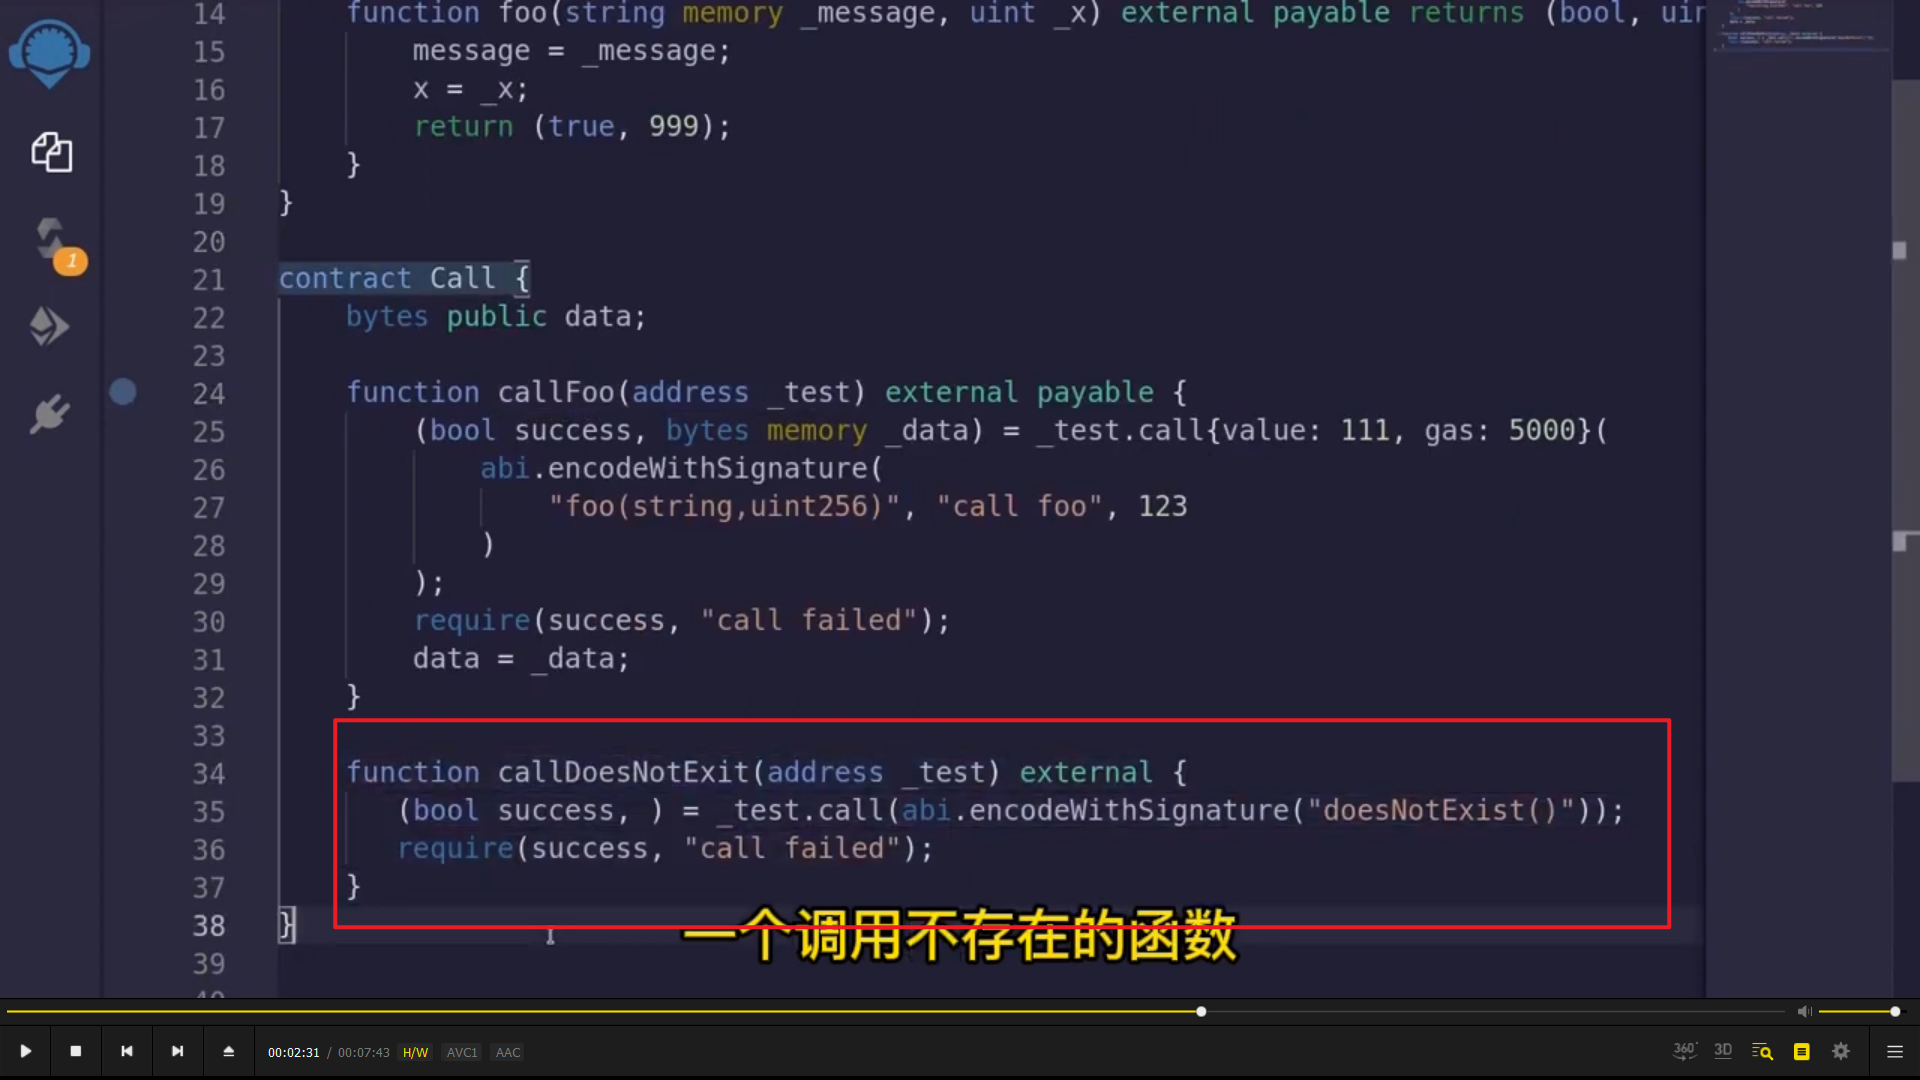 14 function foo(string memory _message, uint _x) external payable returns (bool, uin
15 message = _message;
16 x = _x;
17 return (true, 999);
18 }
19 }
20
21 contract Call {
22 bytes public data;
23
24 function callFoo(address _test) external payable {
25 (bool success, bytes memory _data) = _test.call{value: 111, gas: 5000}(
26 abi.encodeWithSignature(
27 "foo(string,uint256)", "call foo", 123
28 )
29 );
30 require(success, "call failed");
31 data = _data;
32 }
33
34 function callDoesNotExit(address _test) external {
35 (bool success, ) = _test.call(abi.encodeWithSignature("doesNotExist()"));
36 require(success, "call failed");
37 }
38 }
39
40
1
一个调用不存在的函数
00:02:31 / 00:07:43 H/W AVC1 AAC
360° 3D